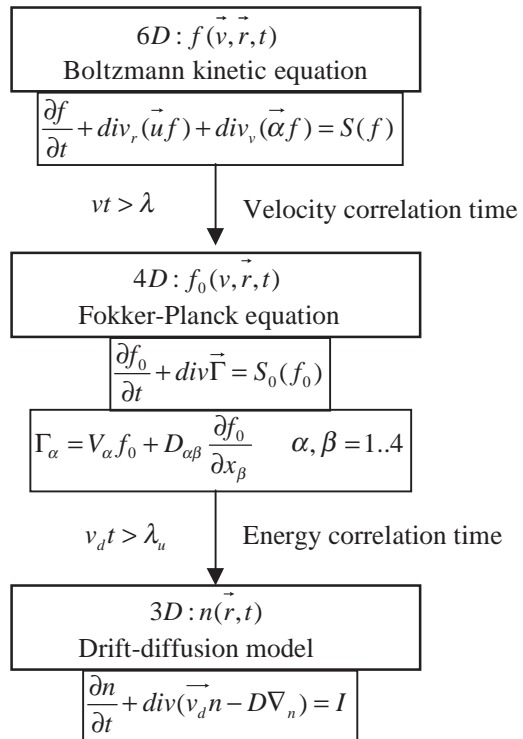 6D : f(v⃗, r⃗, t)
Boltzmann kinetic equation
∂f/∂t + div_r(u⃗f) + div_v(α⃗f) = S(f)
vt > λ Velocity correlation time
4D : f₀(v, r⃗, t)
Fokker-Planck equation
∂f₀/∂t + divΓ⃗ = S₀(f₀)
Γ_α = V_α f₀ + D_αβ ∂f₀/∂x_β α, β = 1..4
v_d t > λ_u Energy correlation time
3D : n(r⃗, t)
Drift-diffusion model
∂n/∂t + div(v⃗_d n − D∇_n) = I